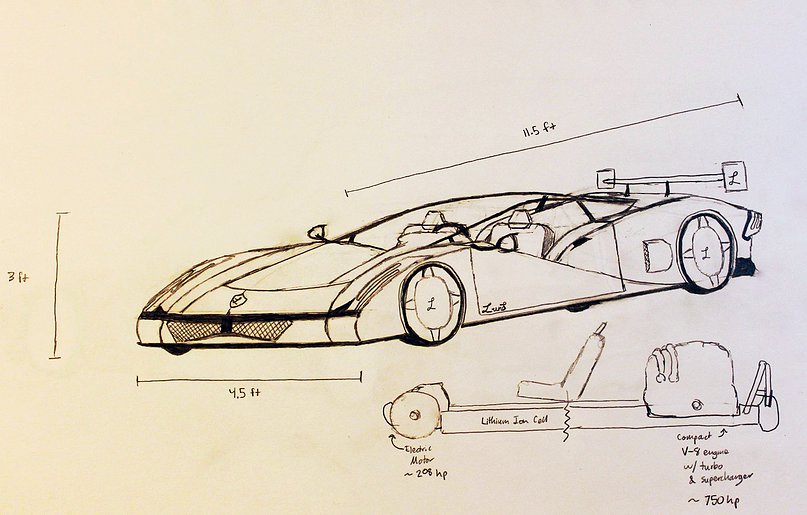 11.5 ft
L
3 ft
L
L
4.5 ft
Lithium Ion Cell
Electric
Motor
~ 208 hp
Compact
V-8 engine
w/ turbo
& supercharger
~ 750 hp